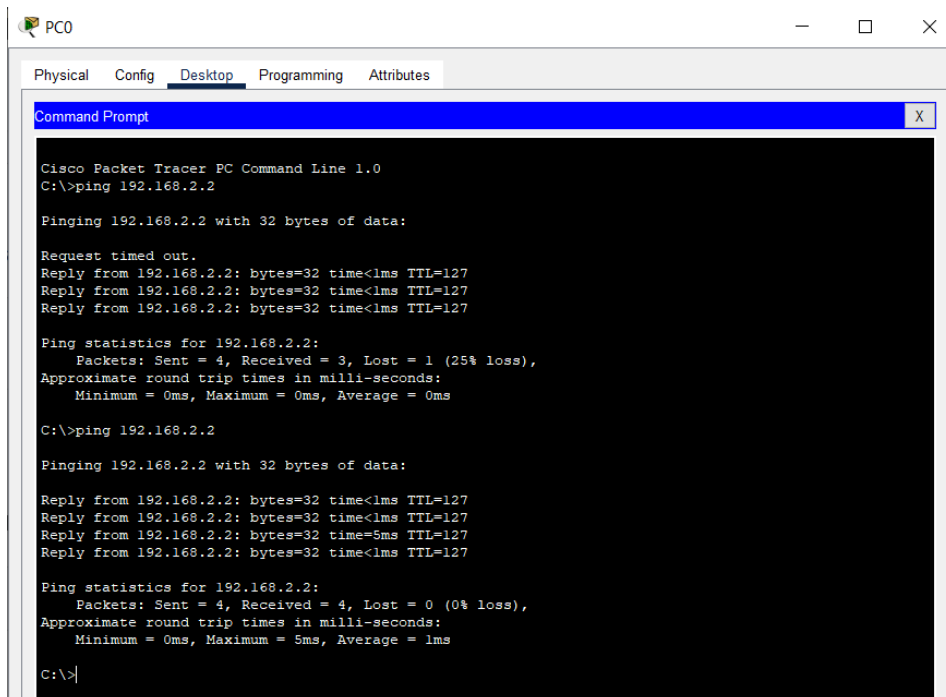 PC0
Physical Config Desktop Programming Attributes
Command Prompt X
Cisco Packet Tracer PC Command Line 1.0
C:\>ping 192.168.2.2
Pinging 192.168.2.2 with 32 bytes of data:
Request timed out.
Reply from 192.168.2.2: bytes=32 time<1ms TTL=127
Reply from 192.168.2.2: bytes=32 time<1ms TTL=127
Reply from 192.168.2.2: bytes=32 time<1ms TTL=127
Ping statistics for 192.168.2.2:
    Packets: Sent = 4, Received = 3, Lost = 1 (25% loss),
Approximate round trip times in milli-seconds:
    Minimum = 0ms, Maximum = 0ms, Average = 0ms
C:\>ping 192.168.2.2
Pinging 192.168.2.2 with 32 bytes of data:
Reply from 192.168.2.2: bytes=32 time<1ms TTL=127
Reply from 192.168.2.2: bytes=32 time<1ms TTL=127
Reply from 192.168.2.2: bytes=32 time=5ms TTL=127
Reply from 192.168.2.2: bytes=32 time<1ms TTL=127
Ping statistics for 192.168.2.2:
    Packets: Sent = 4, Received = 4, Lost = 0 (0% loss),
Approximate round trip times in milli-seconds:
    Minimum = 0ms, Maximum = 5ms, Average = 1ms
C:\>